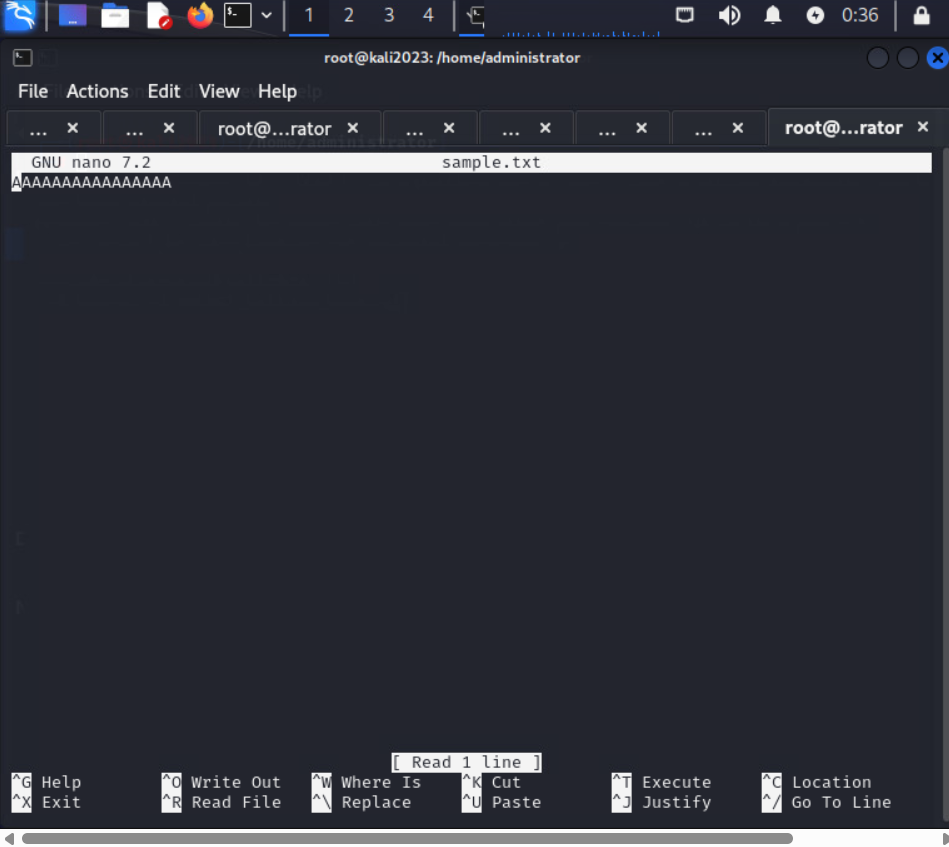 1 2 3 4 0:36
root@kali2023: /home/administrator
File Actions Edit View Help
... ... root@...rator ... ... ... ... root@...rator
GNU nano 7.2 sample.txt
AAAAAAAAAAAAAAAA
[ Read 1 line ]
^G Help ^O Write Out ^W Where Is ^K Cut ^T Execute ^C Location
^X Exit ^R Read File ^\ Replace ^U Paste ^J Justify ^/ Go To Line